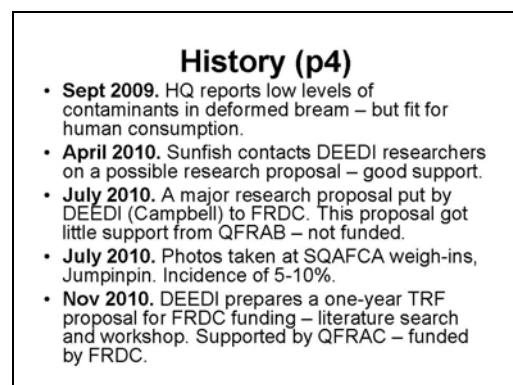 History (p4)
• Sept 2009. HQ reports low levels of
contaminants in deformed bream – but fit for
human consumption.
• April 2010. Sunfish contacts DEEDI researchers
on a possible research proposal – good support.
• July 2010. A major research proposal put by
DEEDI (Campbell) to FRDC. This proposal got
little support from QFRAB – not funded.
• July 2010. Photos taken at SQAFCA weigh-ins,
Jumpinpin. Incidence of 5-10%.
• Nov 2010. DEEDI prepares a one-year TRF
proposal for FRDC funding – literature search
and workshop. Supported by QFRAC – funded
by FRDC.